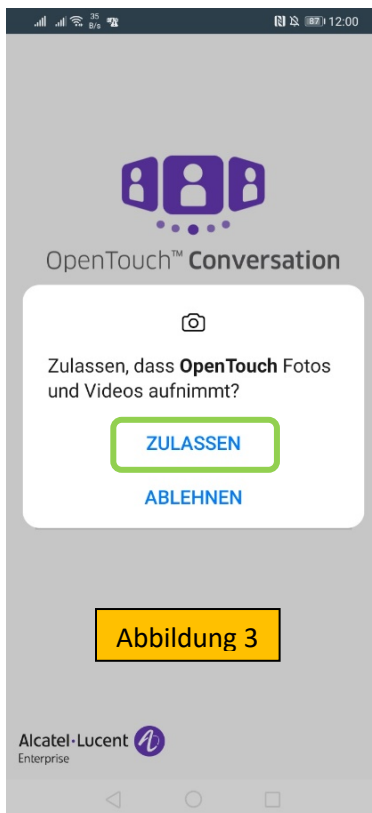 35
B/s
87
12:00
OpenTouch™ Conversation
Zulassen, dass OpenTouch Fotos
und Videos aufnimmt?
ZULASSEN
ABLEHNEN
Abbildung 3
Alcatel·Lucent
Enterprise